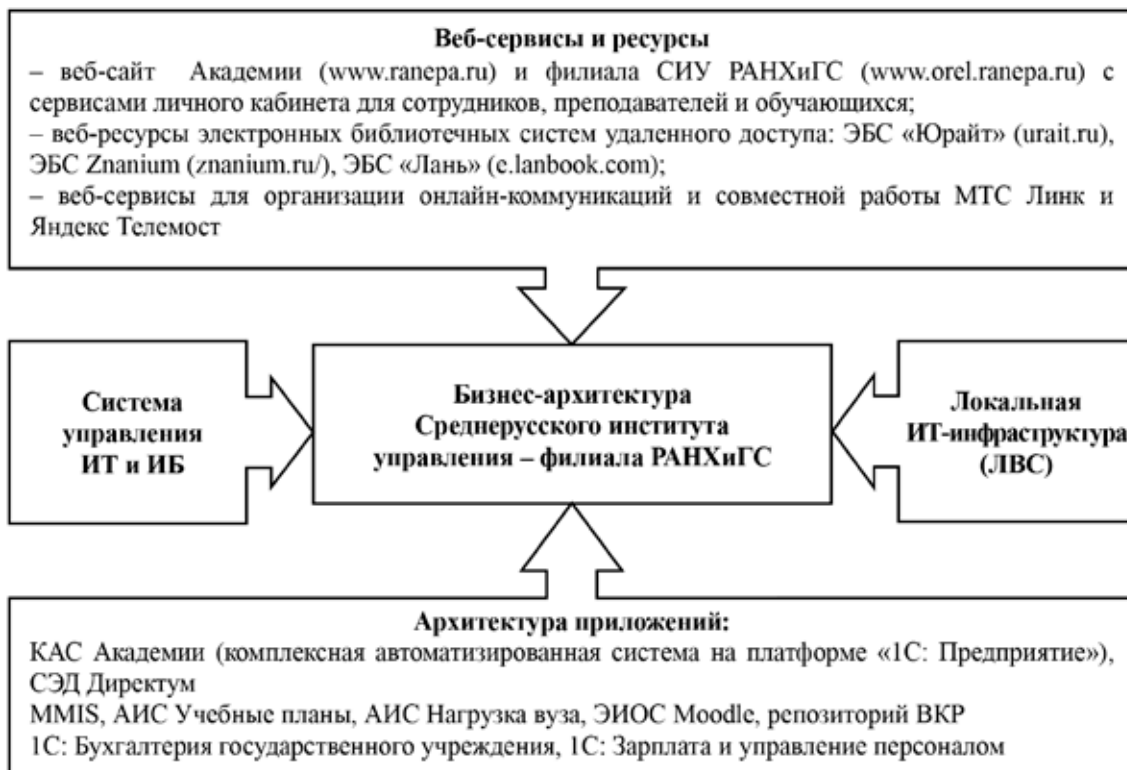 Веб-сервисы и ресурсы
– веб-сайт Академии (www.ranepa.ru) и филиала СИУ РАНХиГС (www.orel.ranepa.ru) с
сервисами личного кабинета для сотрудников, преподавателей и обучающихся;
– веб-ресурсы электронных библиотечных систем удаленного доступа: ЭБС «Юрайт» (urait.ru),
ЭБС Znanium (znanium.ru/), ЭБС «Лань» (e.lanbook.com);
– веб-сервисы для организации онлайн-коммуникаций и совместной работы МТС Линк и
Яндекс Телемост
Система
управления
ИТ и ИБ
Бизнес-архитектура
Среднерусского института
управления – филиала РАНХиГС
Локальная
ИТ-инфраструктура
(ЛВС)
Архитектура приложений:
КАС Академии (комплексная автоматизированная система на платформе «1С: Предприятие»),
СЭД Директум
MMIS, АИС Учебные планы, АИС Нагрузка вуза, ЭИОС Moodle, репозиторий ВКР
1С: Бухгалтерия государственного учреждения, 1С: Зарплата и управление персоналом